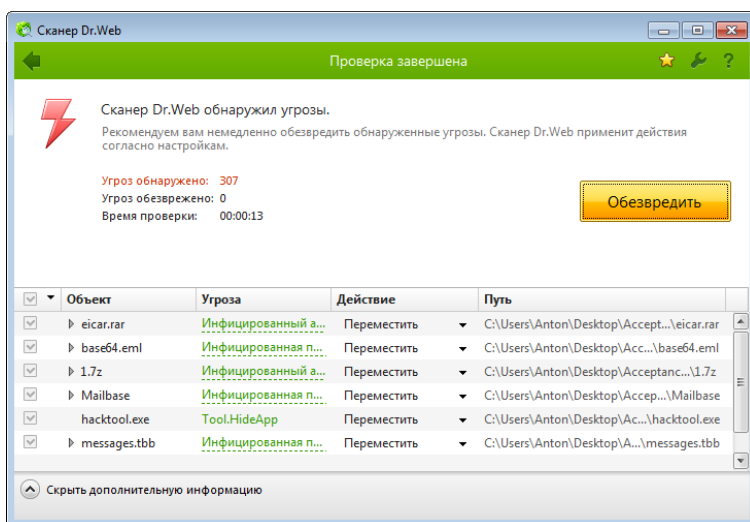 Сканер Dr.Web
Проверка завершена
?
Сканер Dr.Web обнаружил угрозы.
Рекомендуем вам немедленно обезвредить обнаруженные угрозы. Сканер Dr.Web применит действия
согласно настройкам.
Угроз обнаружено: 307
Угроз обезврежено: 0
Время проверки: 00:00:13
Обезвредить
Объект Угроза Действие Путь
eicar.rar Инфицированный а... Переместить C:\Users\Anton\Desktop\Accept...\eicar.rar
base64.eml Инфицированная п... Переместить C:\Users\Anton\Desktop\Acc...\base64.eml
1.7z Инфицированный а... Переместить C:\Users\Anton\Desktop\Acceptanc...\1.7z
Mailbase Инфицированная п... Переместить C:\Users\Anton\Desktop\Accep...\Mailbase
hacktool.exe Tool.HideApp Переместить C:\Users\Anton\Desktop\Ac...\hacktool.exe
messages.tbb Инфицированная п... Переместить C:\Users\Anton\Desktop\A...\messages.tbb
Скрыть дополнительную информацию